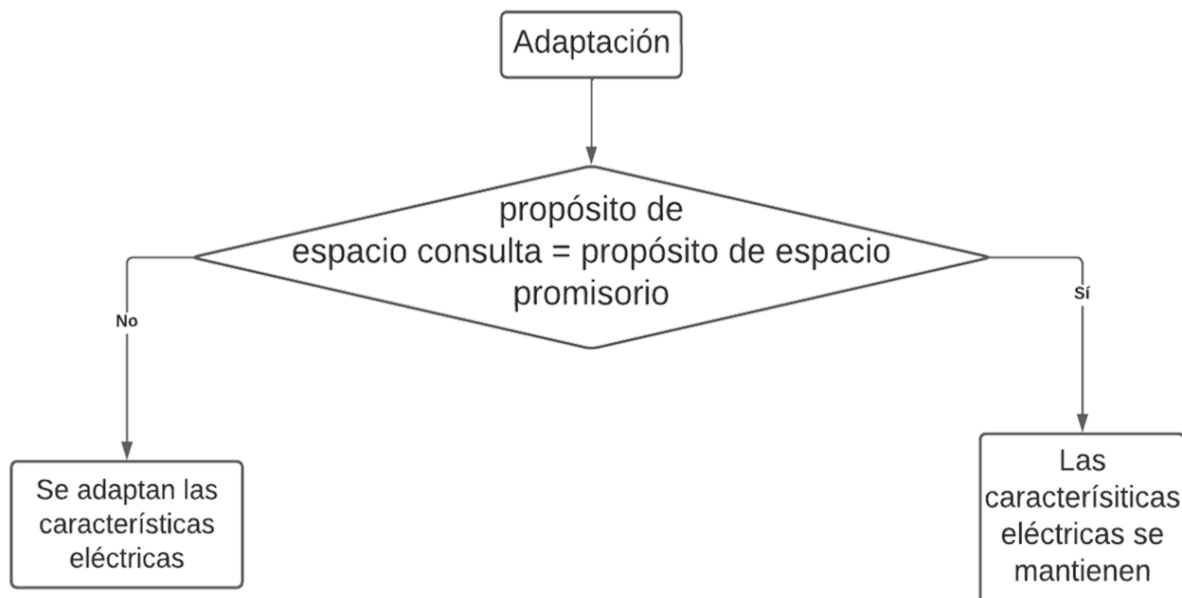 Adaptación
propósito de
espacio consulta = propósito de espacio
promisorio
No
Sí
Se adaptan las
características
eléctricas
Las
caracterísiticas
eléctricas se
mantienen